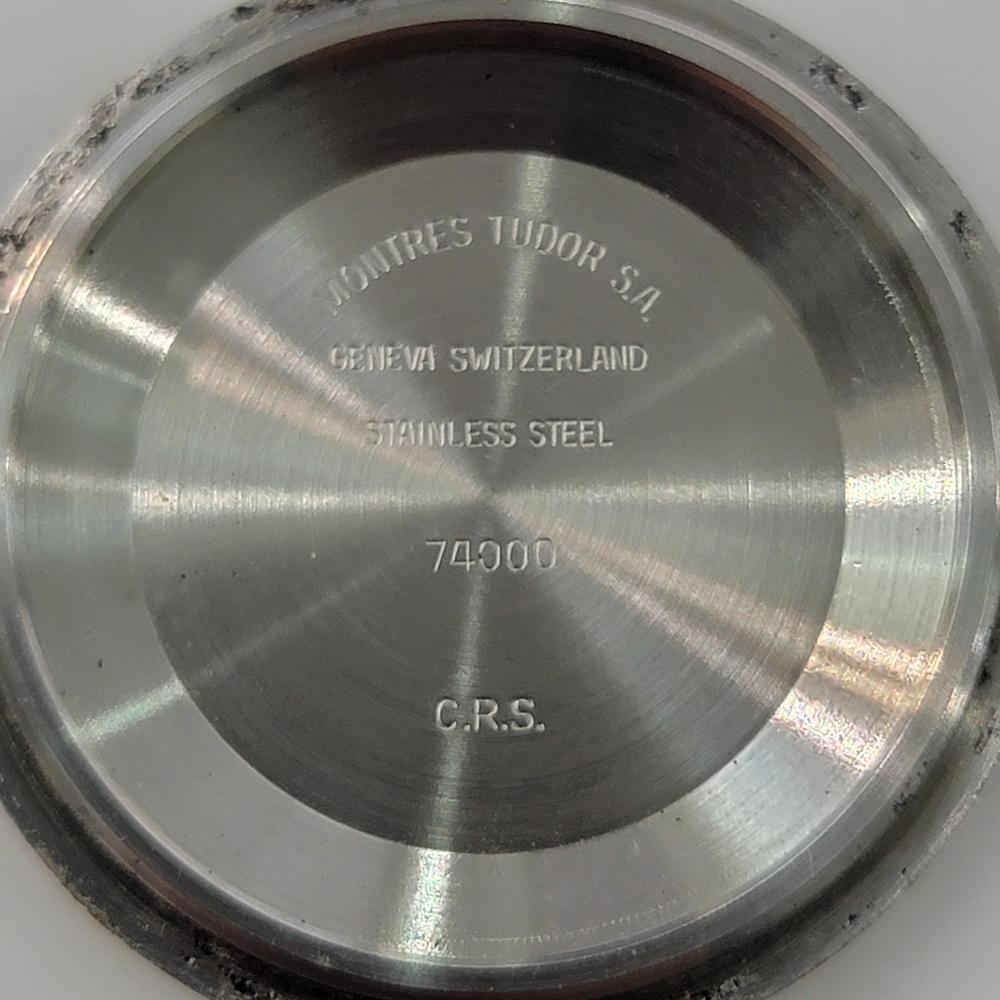 MONTRES TUDOR S.A.
GENEVA SWITZERLAND
STAINLESS STEEL
74000
C.R.S.